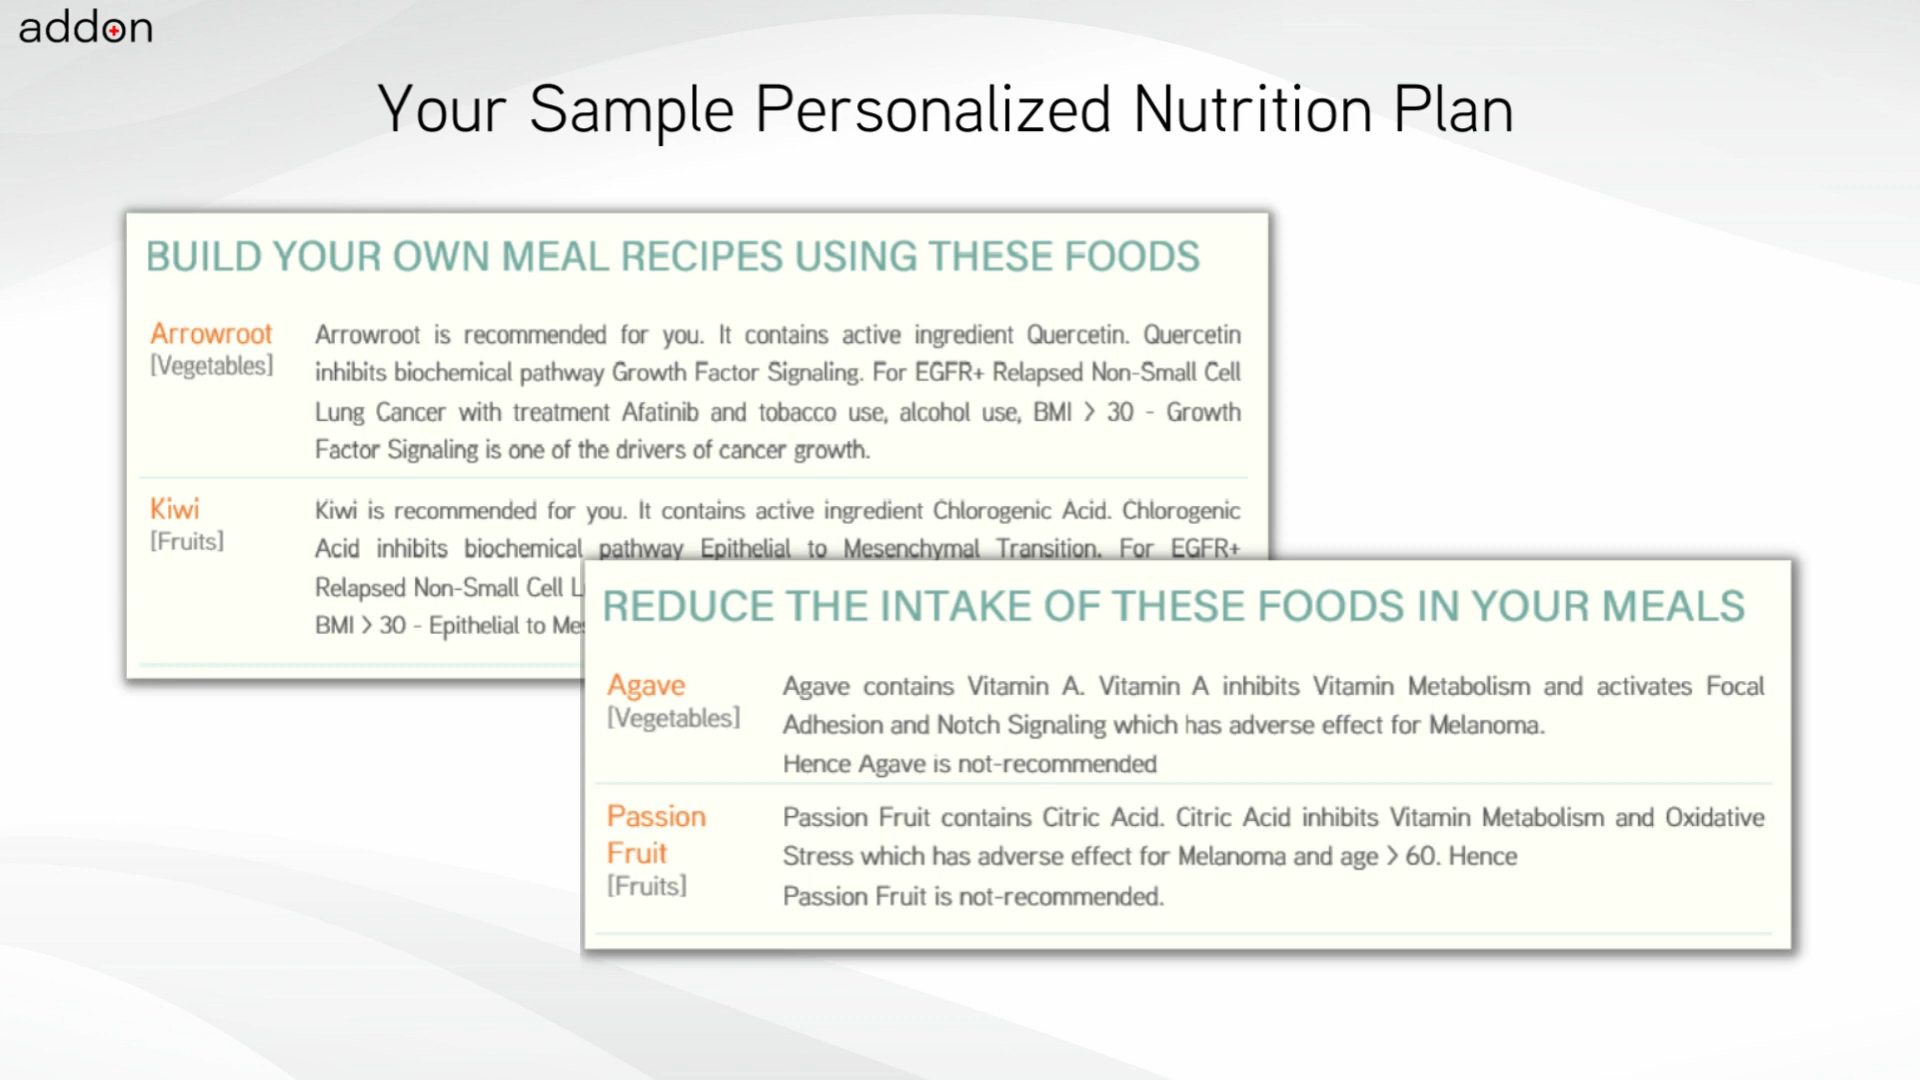 addon
Your Sample Personalized Nutrition Plan
BUILD YOUR OWN MEAL RECIPES USING THESE FOODS
Arrowroot
[Vegetables]
Arrowroot is recommended for you. It contains active ingredient Quercetin. Quercetin
inhibits biochemical pathway Growth Factor Signaling. For EGFR+ Relapsed Non-Small Cell
Lung Cancer with treatment Afatinib and tobacco use, alcohol use, BMI > 30 - Growth
Factor Signaling is one of the drivers of cancer growth.
Kiwi
[Fruits]
Kiwi is recommended for you. It contains active ingredient Chlorogenic Acid. Chlorogenic
Acid inhibits biochemical pathway Epithelial to Mesenchymal Transition. For EGFR+
Relapsed Non-Small Cell
BMI > 30 - Epithelial to
REDUCE THE INTAKE OF THESE FOODS IN YOUR MEALS
Agave
[Vegetables]
Agave contains Vitamin A. Vitamin A inhibits Vitamin Metabolism and activates Focal
Adhesion and Notch Signaling which has adverse effect for Melanoma.
Hence Agave is not-recommended
Passion
Fruit
[Fruits]
Passion Fruit contains Citric Acid. Citric Acid inhibits Vitamin Metabolism and Oxidative
Stress which has adverse effect for Melanoma and age > 60. Hence
Passion Fruit is not-recommended.